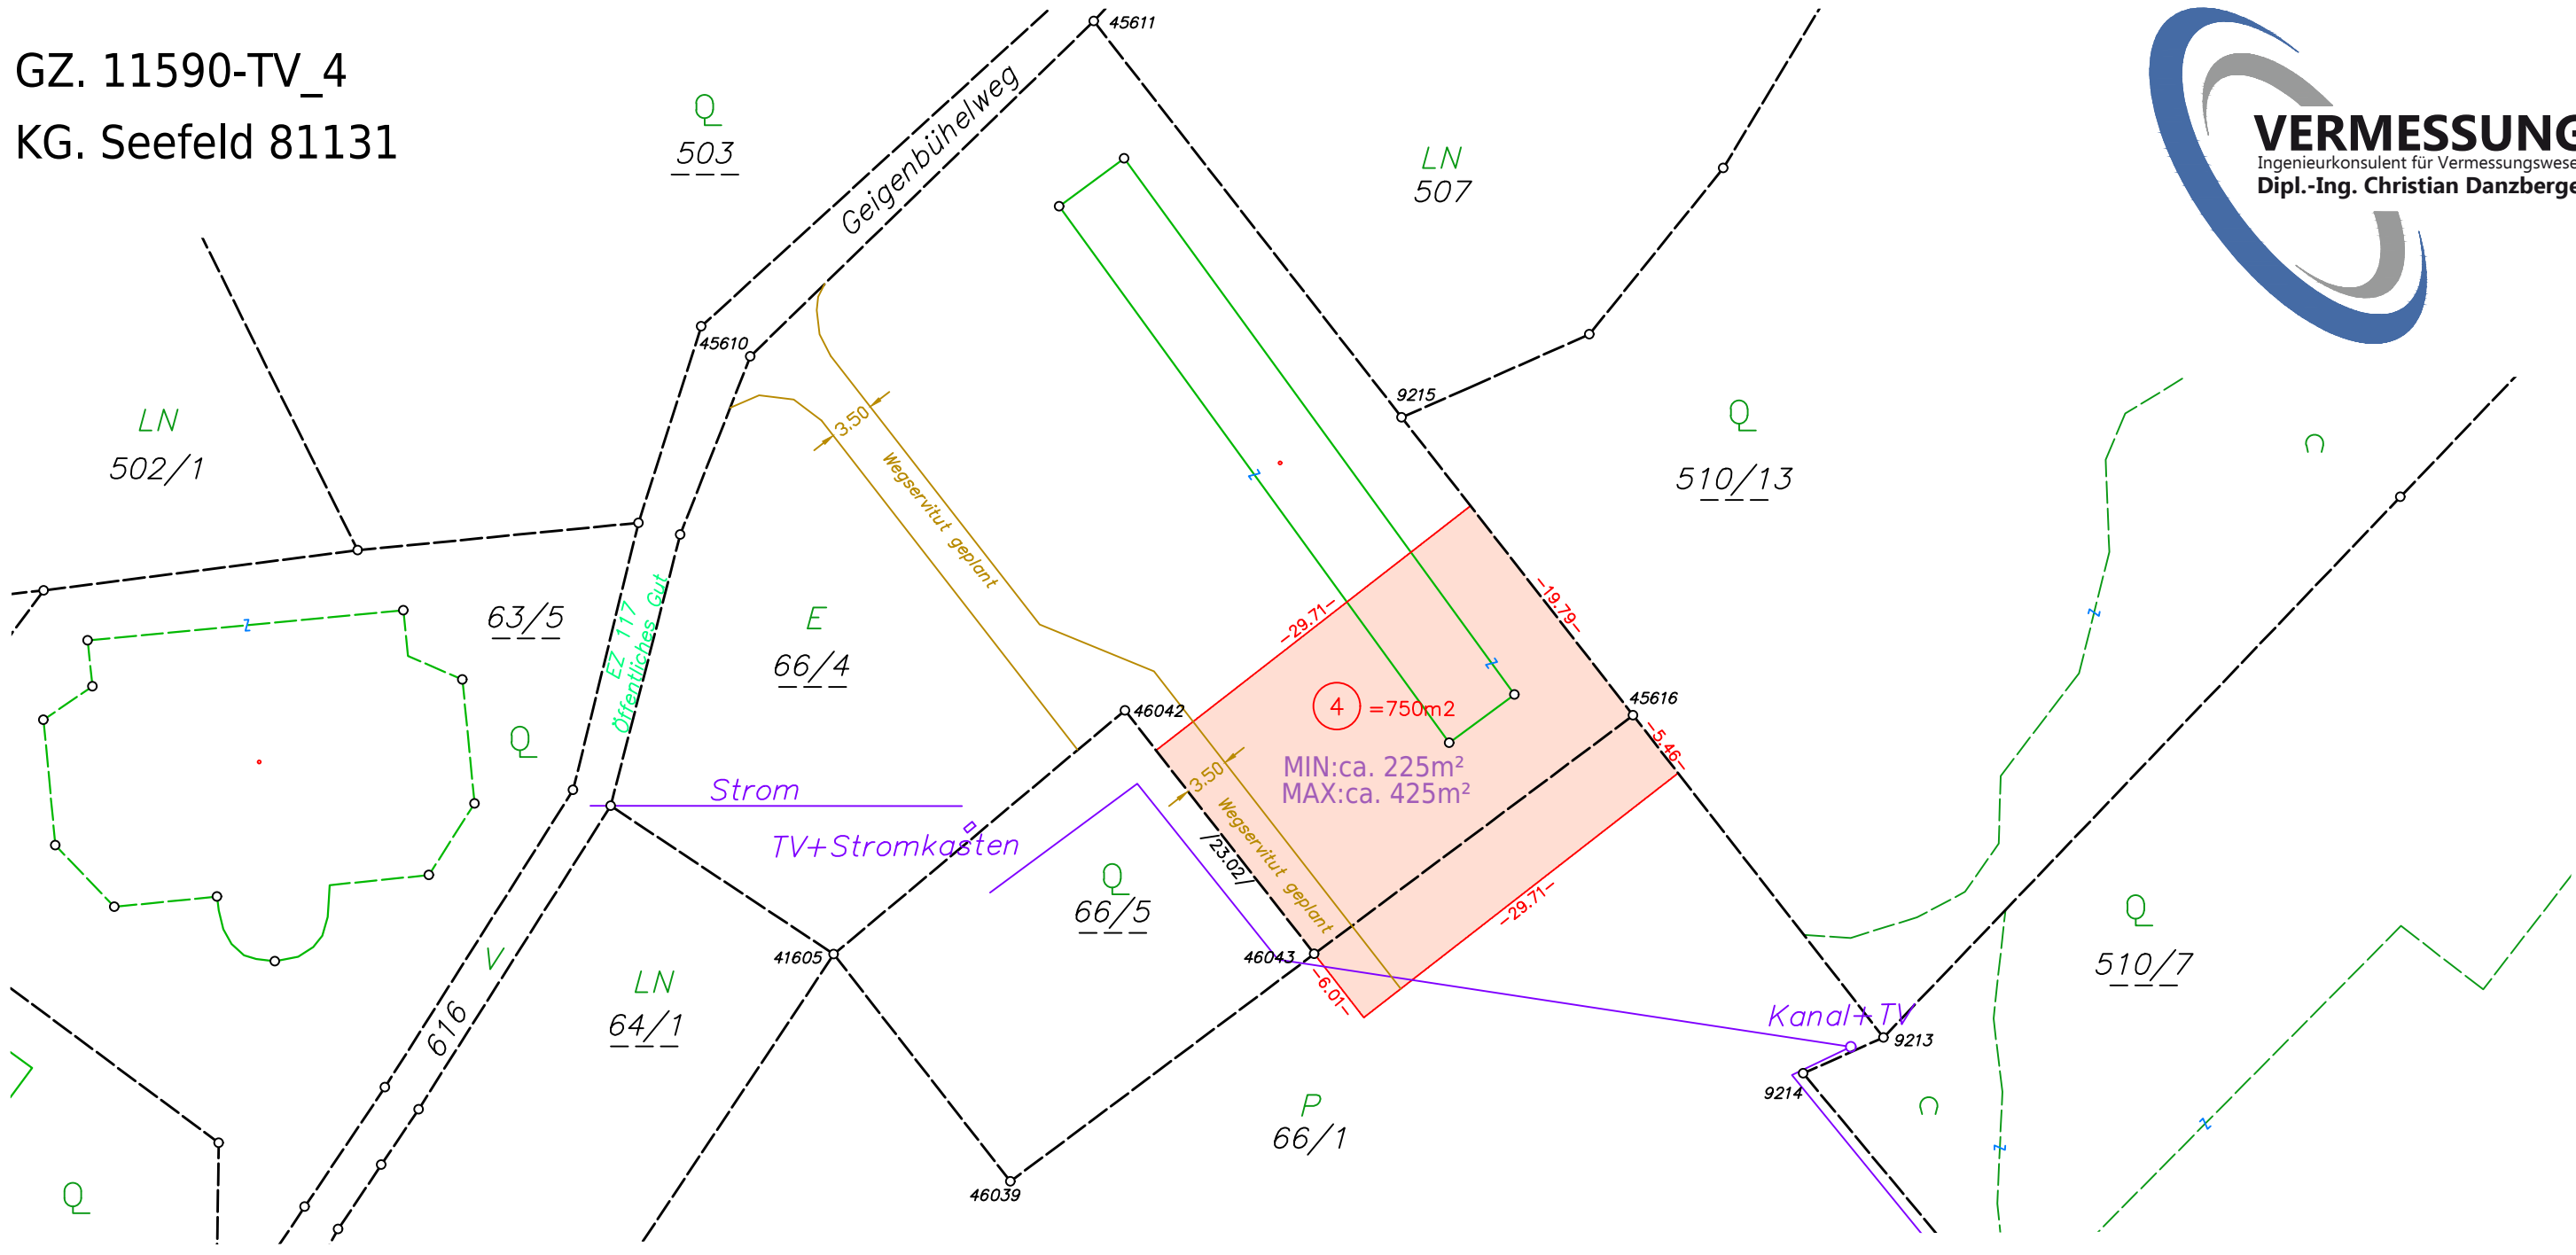 GZ. 11590-TV_4
KG. Seefeld 81131
45611
Q
503
Geigenbühelweg
LN
507
VERMESSUNG
Ingenieurkonsulent für Vermessungswese
Dipl.-Ing. Christian Danzberge
45610
9215
LN
502/1
3.50
Wegservitut geplant
Q
510/13
z
z
63/5
EZ 117
Öffentliches Gut
E
66/4
-29.71-
-19.79-
z
z
4 =750m2
45616
46042
-5.46-
Q
MIN:ca. 225m²
MAX:ca. 425m²
3.50
Wegservitut geplant
Strom
TV+Stromkasten
/23.02/
Q
66/5
-29.71-
Q
510/7
41605
46043
-6.01-
V
616
LN
64/1
Kanal+TV
9213
9214
P
66/1
z
z
46039
Q